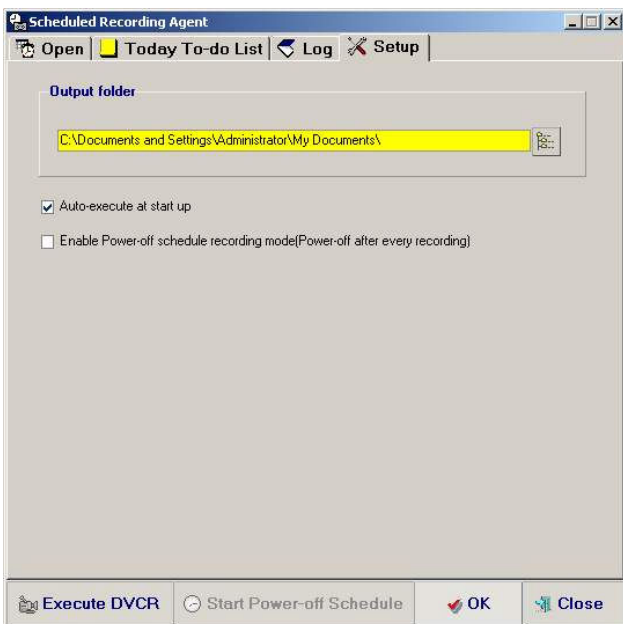 Scheduled Recording Agent
Open Today To-do List Log Setup
Output folder
C:\Documents and Settings\Administrator\My Documents\
Auto-execute at start up
Enable Power-off schedule recording mode(Power-off after every recording)
Execute DVCR Start Power-off Schedule OK Close